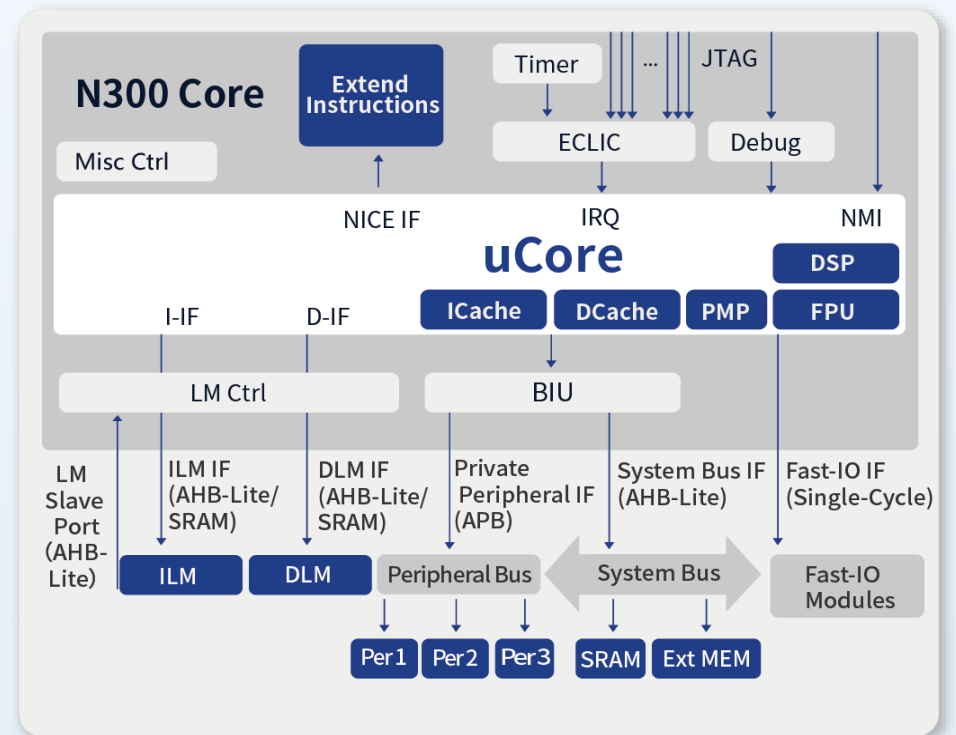 N300 Core
Extend
Instructions
Timer
...
JTAG
Misc Ctrl
ECLIC
Debug
NICE IF
IRQ
NMI
uCore
DSP
I-IF
D-IF
ICache
DCache
PMP
FPU
LM Ctrl
BIU
LM
Slave
Port
(AHB-
Lite)
ILM IF
(AHB-Lite/
SRAM)
DLM IF
(AHB-Lite/
SRAM)
Private
Peripheral IF
(APB)
System Bus IF
(AHB-Lite)
Fast-IO IF
(Single-Cycle)
ILM
DLM
Peripheral Bus
System Bus
Fast-IO
Modules
Per1
Per2
Per3
SRAM
Ext MEM